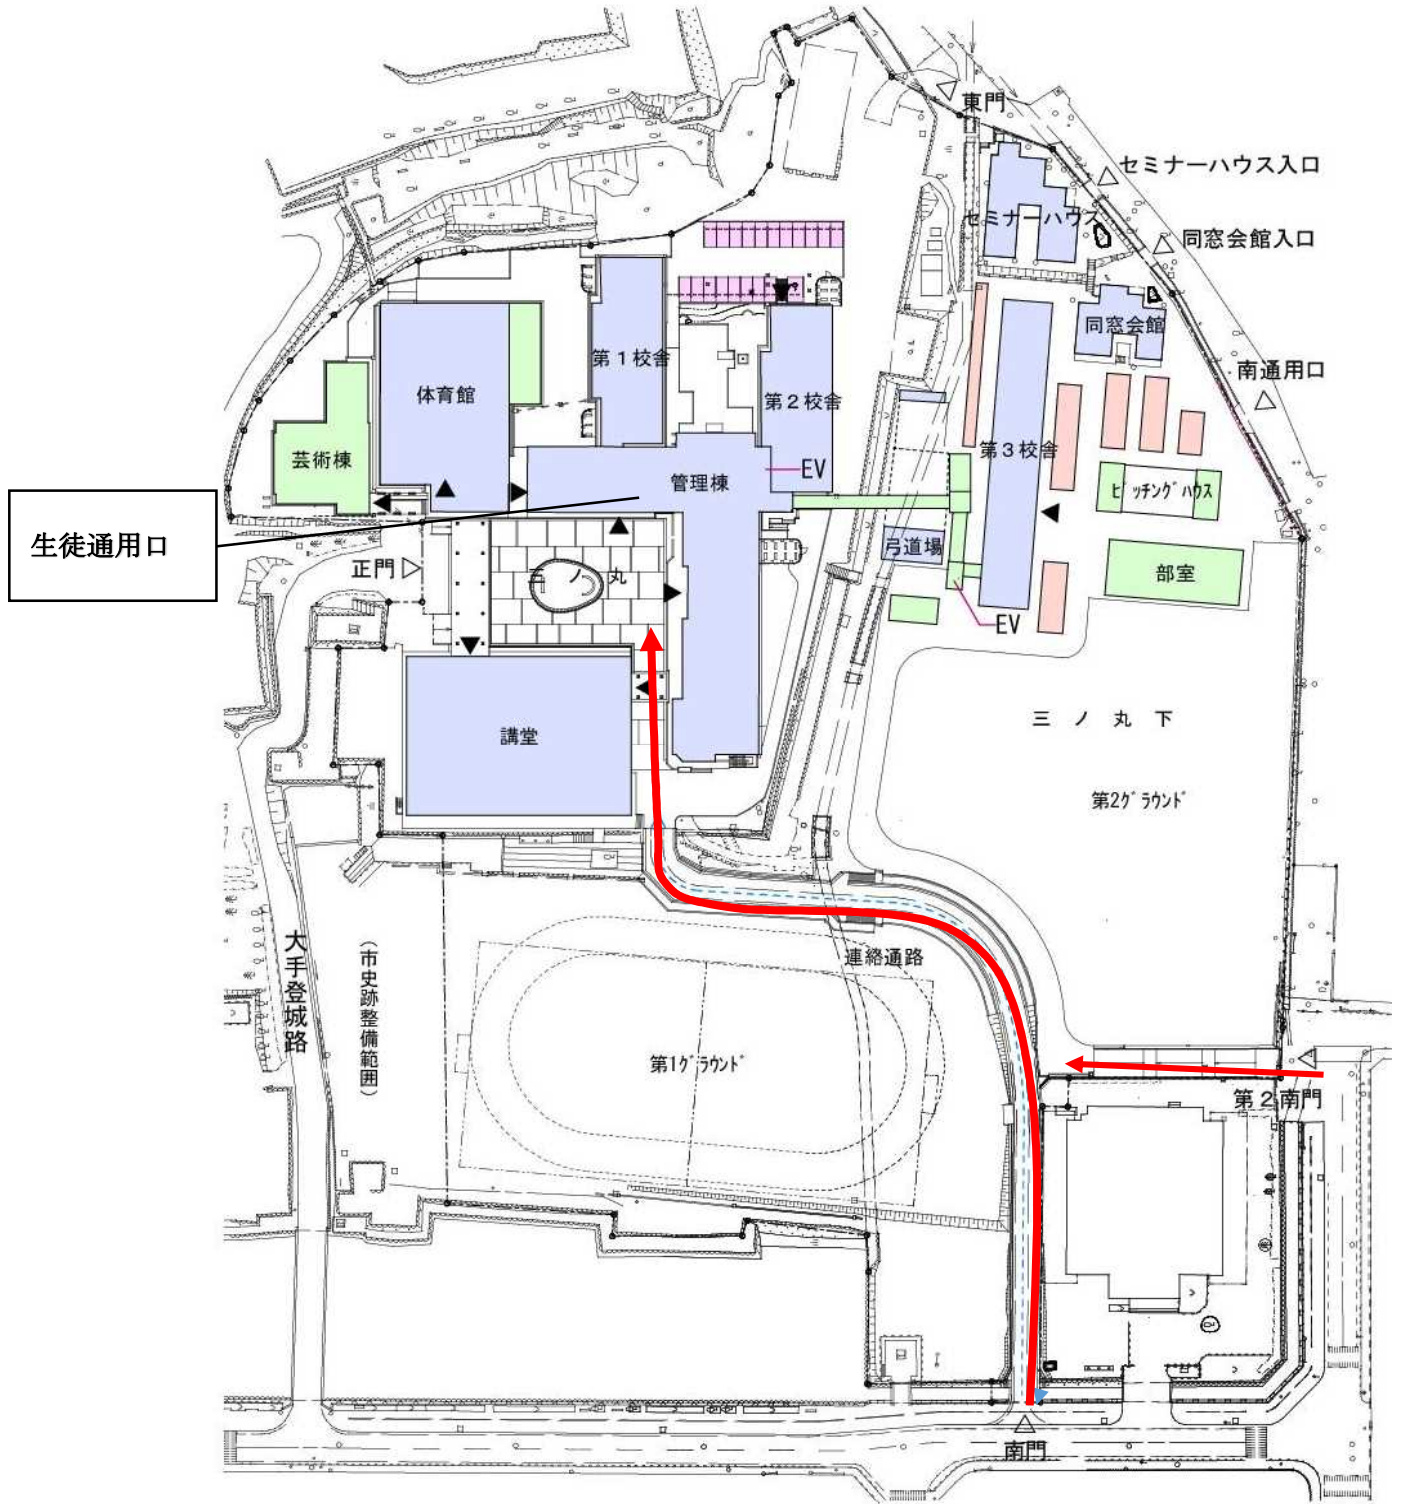 東門
セミナーハウス入口
セミナーハウス
同窓会館入口
同窓会館
第1校舎
体育館
第2校舎
南通用口
第3校舎
芸術棟
管理棟
EV
ピッチングハウス
生徒通用口
弓道場
正門
二ノ丸
部室
EV
講堂
三ノ丸下
第2グラウンド
連絡通路
大手登城路
(市史跡整備範囲)
第1グラウンド
第2南門
南門